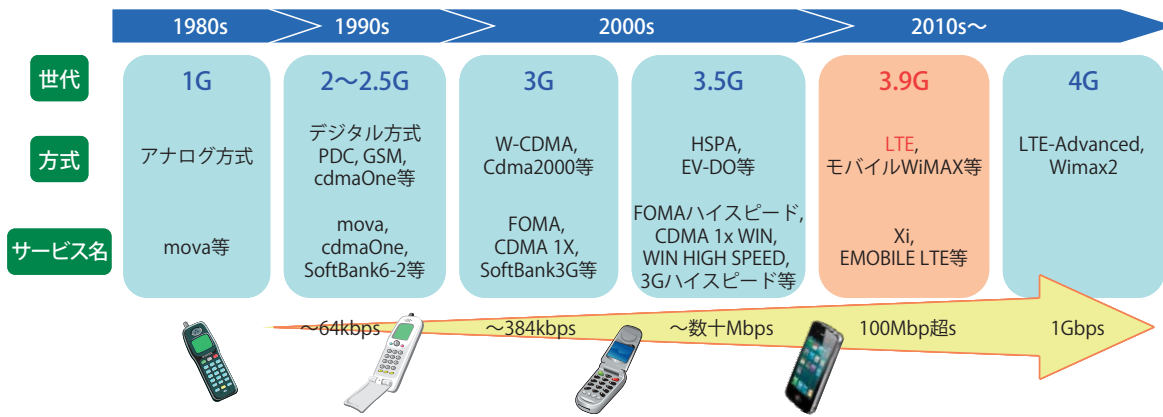 1980s
1990s
2000s
2010s～
世代
1G
2～2.5G
3G
3.5G
3.9G
4G
方式
アナログ方式
デジタル方式
PDC, GSM,
cdmaOne等
W-CDMA,
Cdma2000等
HSPA,
EV-DO等
LTE,
モバイルWiMAX等
LTE-Advanced,
Wimax2
サービス名
mova等
mova,
cdmaOne,
SoftBank6-2等
FOMA,
CDMA 1X,
SoftBank3G等
FOMAハイスピード,
CDMA 1x WIN,
WIN HIGH SPEED,
3Gハイスピード等
Xi,
EMOBILE LTE等
～64kbps
～384kbps
～数十Mbps
100Mbp超s
1Gbps